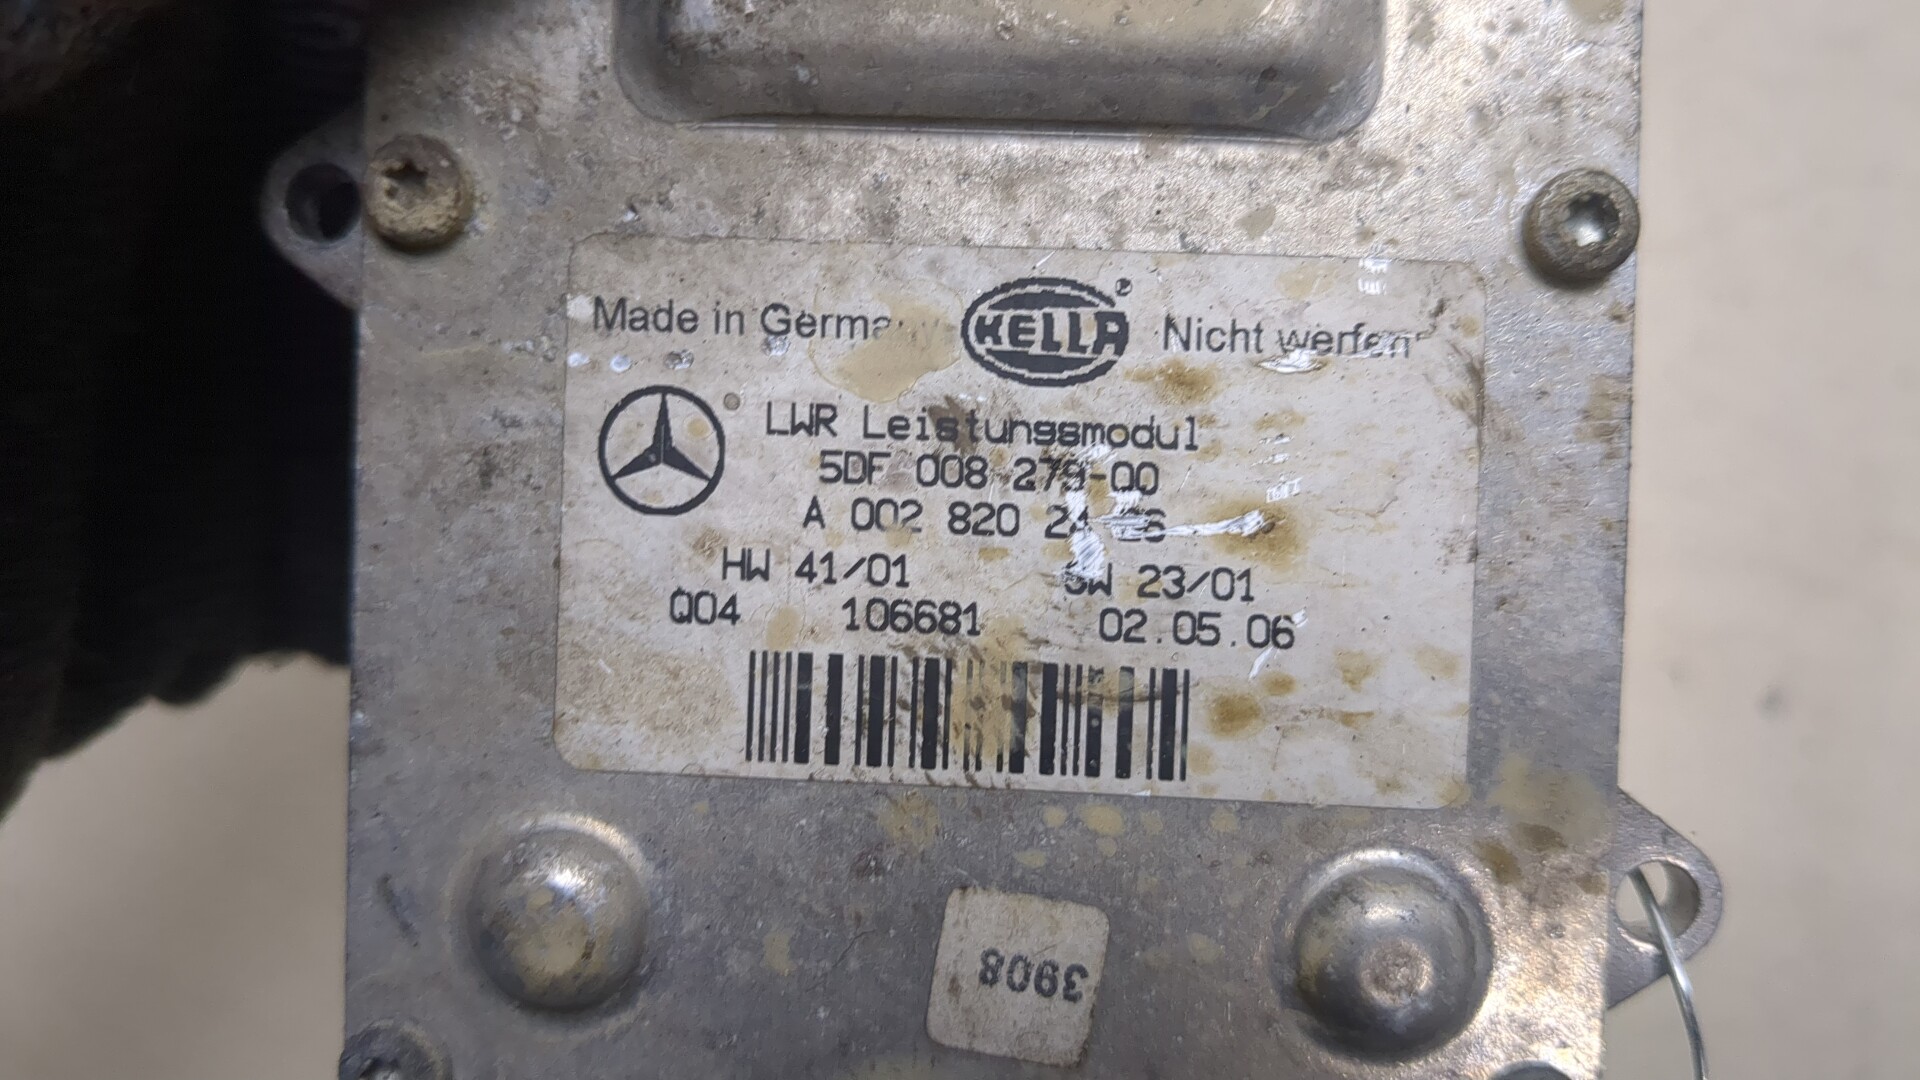 Made in HELLA® Nicht werfen
LWR Leistungsmodul
5DF 008 279-00
A 002 820
HW 41/01 SW 23/01
Q04 106681 02.05.06
3908